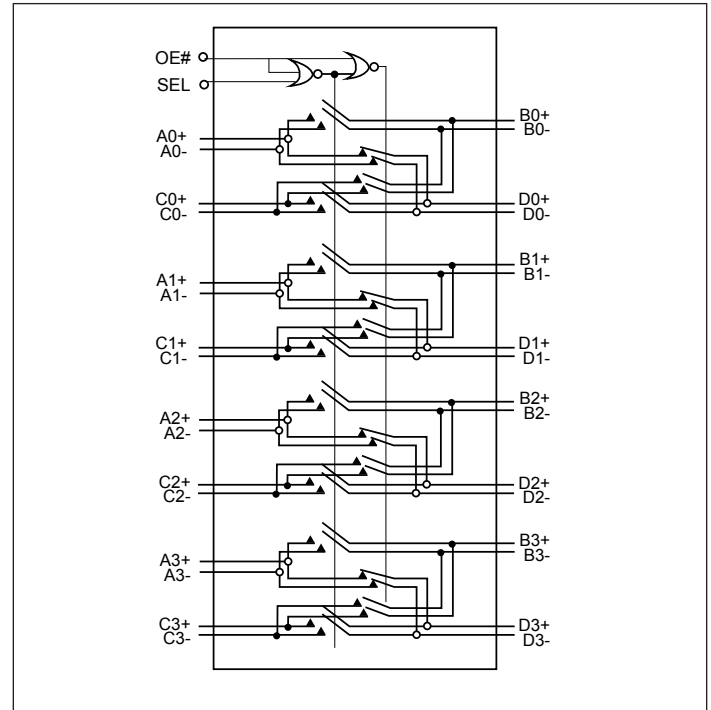 OE#
SEL
B0+
B0-
A0+
A0-
C0+
C0-
D0+
D0-
B1+
B1-
A1+
A1-
C1+
C1-
D1+
D1-
B2+
B2-
A2+
A2-
C2+
C2-
D2+
D2-
B3+
B3-
A3+
A3-
C3+
C3-
D3+
D3-